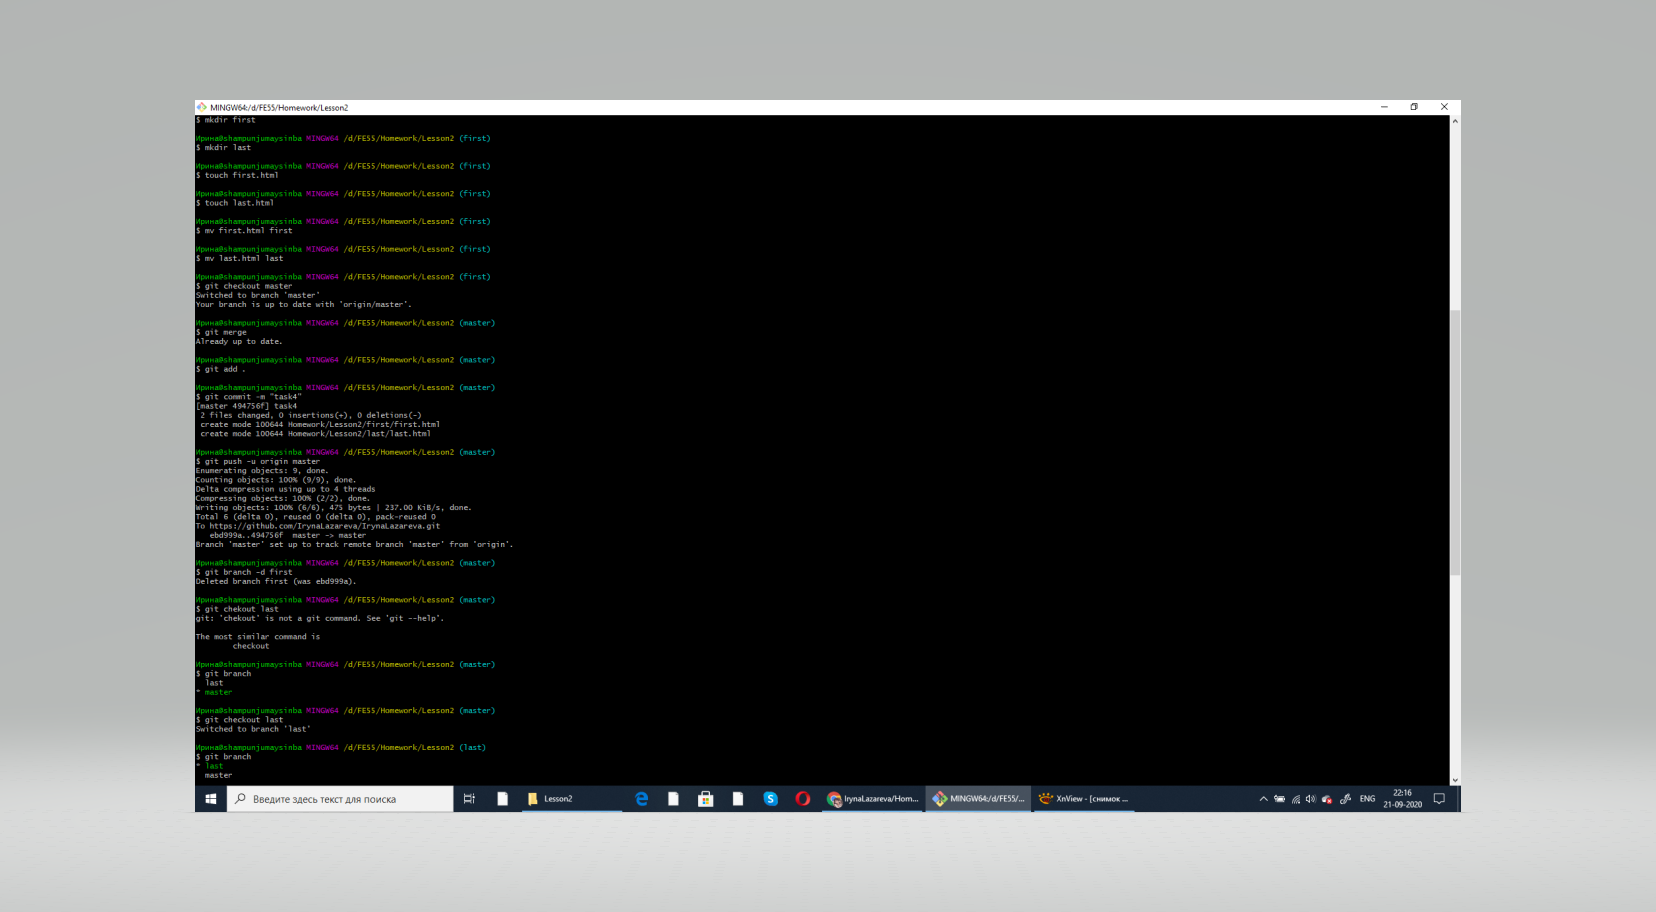 MINGW64:/d/FE55/Homework/Lesson2
$ mkdir first
Ирина@shampunjumaysinba MINGW64 /d/FE55/Homework/Lesson2 (first)
$ mkdir last
Ирина@shampunjumaysinba MINGW64 /d/FE55/Homework/Lesson2 (first)
$ touch first.html
Ирина@shampunjumaysinba MINGW64 /d/FE55/Homework/Lesson2 (first)
$ touch last.html
Ирина@shampunjumaysinba MINGW64 /d/FE55/Homework/Lesson2 (first)
$ mv first.html first
Ирина@shampunjumaysinba MINGW64 /d/FE55/Homework/Lesson2 (first)
$ mv last.html last
Ирина@shampunjumaysinba MINGW64 /d/FE55/Homework/Lesson2 (first)
$ git checkout master
Switched to branch 'master'
Your branch is up to date with 'origin/master'.
Ирина@shampunjumaysinba MINGW64 /d/FE55/Homework/Lesson2 (master)
$ git merge
Already up to date.
Ирина@shampunjumaysinba MINGW64 /d/FE55/Homework/Lesson2 (master)
$ git add .
Ирина@shampunjumaysinba MINGW64 /d/FE55/Homework/Lesson2 (master)
$ git commit -m "task4"
[master 494756f] task4
2 files changed, 0 insertions(+), 0 deletions(-)
create mode 100644 Homework/Lesson2/first/first.html
create mode 100644 Homework/Lesson2/last/last.html
Ирина@shampunjumaysinba MINGW64 /d/FE55/Homework/Lesson2 (master)
$ git push -u origin master
Enumerating objects: 9, done.
Counting objects: 100% (9/9), done.
Delta compression using up to 4 threads
Compressing objects: 100% (2/2), done.
Writing objects: 100% (6/6), 475 bytes | 237.00 KiB/s, done.
Total 6 (delta 0), reused 0 (delta 0), pack-reused 0
To https://github.com/IrynaLazareva/IrynaLazareva.git
ebd999a..494756f master -> master
Branch 'master' set up to track remote branch 'master' from 'origin'.
Ирина@shampunjumaysinba MINGW64 /d/FE55/Homework/Lesson2 (master)
$ git branch -d first
Deleted branch first (was ebd999a).
Ирина@shampunjumaysinba MINGW64 /d/FE55/Homework/Lesson2 (master)
$ git chekout last
git: 'chekout' is not a git command. See 'git --help'.
The most similar command is
checkout
Ирина@shampunjumaysinba MINGW64 /d/FE55/Homework/Lesson2 (master)
$ git branch
last
* master
Ирина@shampunjumaysinba MINGW64 /d/FE55/Homework/Lesson2 (master)
$ git checkout last
Switched to branch 'last'
Ирина@shampunjumaysinba MINGW64 /d/FE55/Homework/Lesson2 (last)
$ git branch
* last
master
Введите здесь текст для поиска
Lesson2
IrynaLazareva/Hom...
MINGW64:/d/FE55/...
XnView - [снимок ...
ENG
22:16
21-09-2020